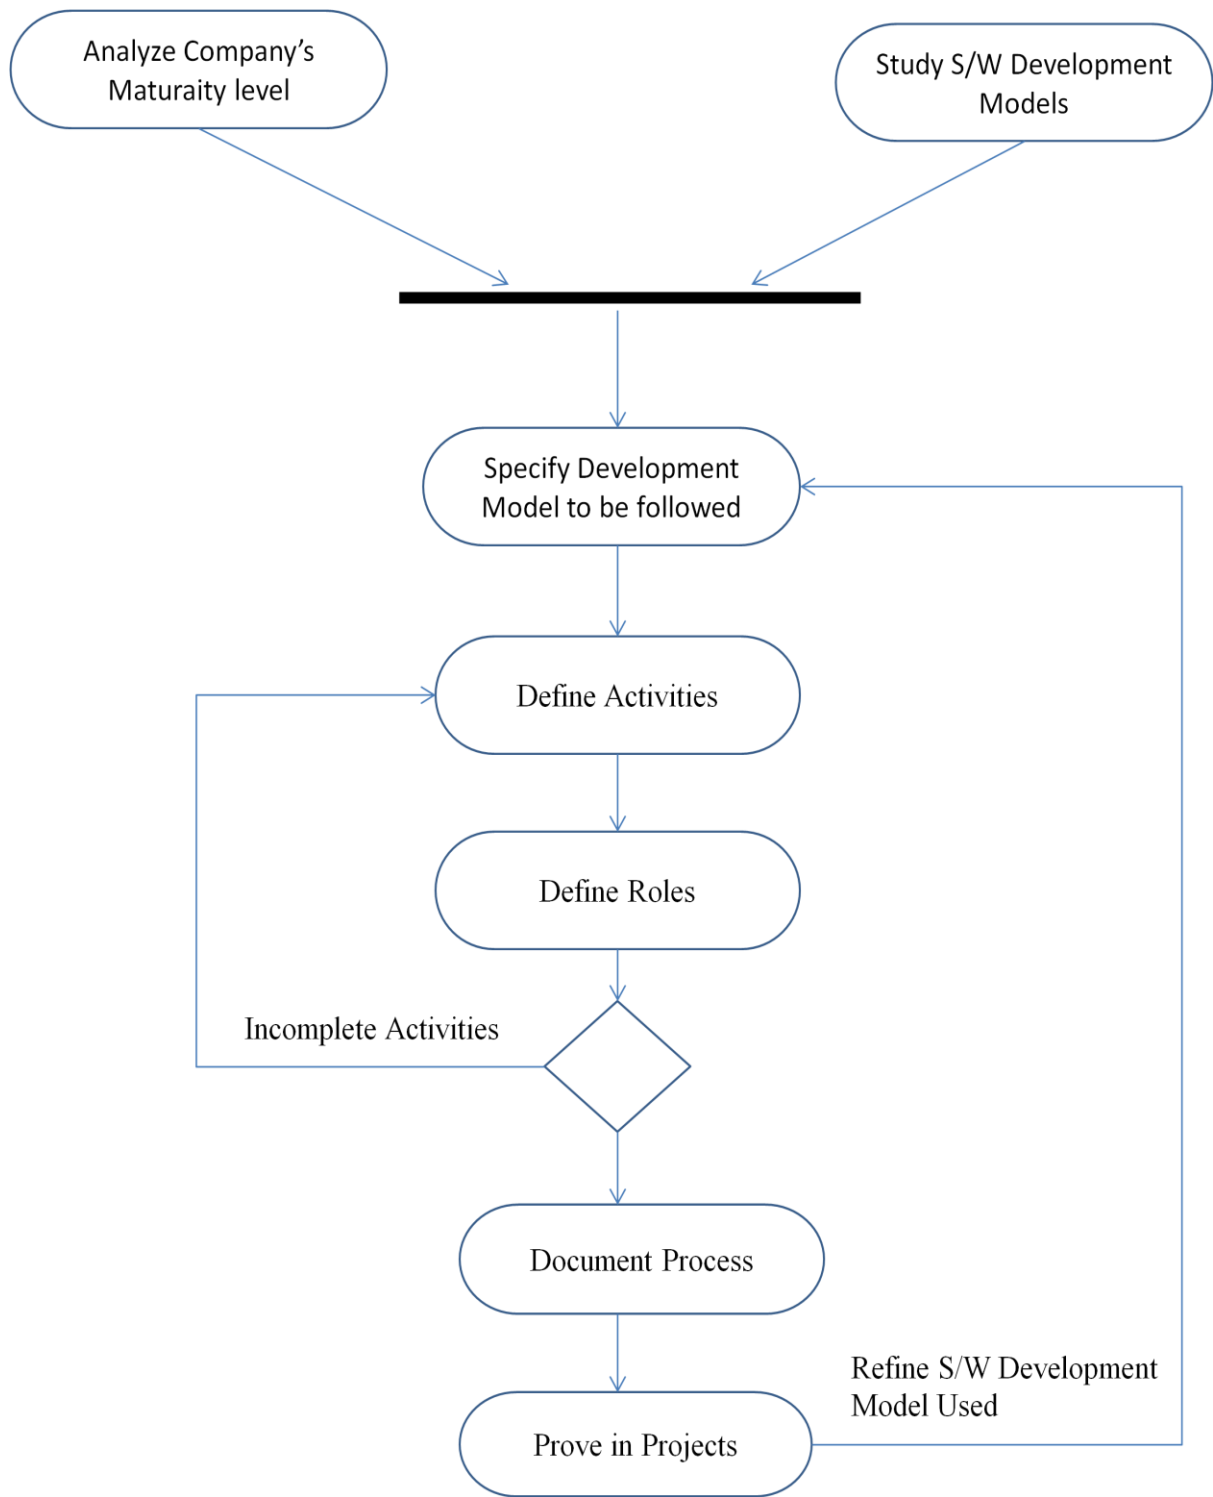 Analyze Company’s
Maturaity level
Study S/W Development
Models
Specify Development
Model to be followed
Define Activities
Define Roles
Incomplete Activities
Document Process
Refine S/W Development
Model Used
Prove in Projects